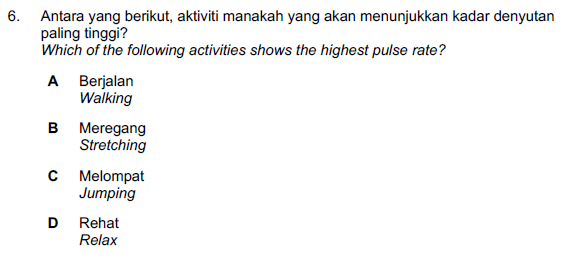 6. Antara yang berikut, aktiviti manakah yang akan menunjukkan kadar denyutan
paling tinggi?
Which of the following activities shows the highest pulse rate?
A Berjalan
Walking
B Meregang
Stretching
C Melompat
Jumping
D Rehat
Relax